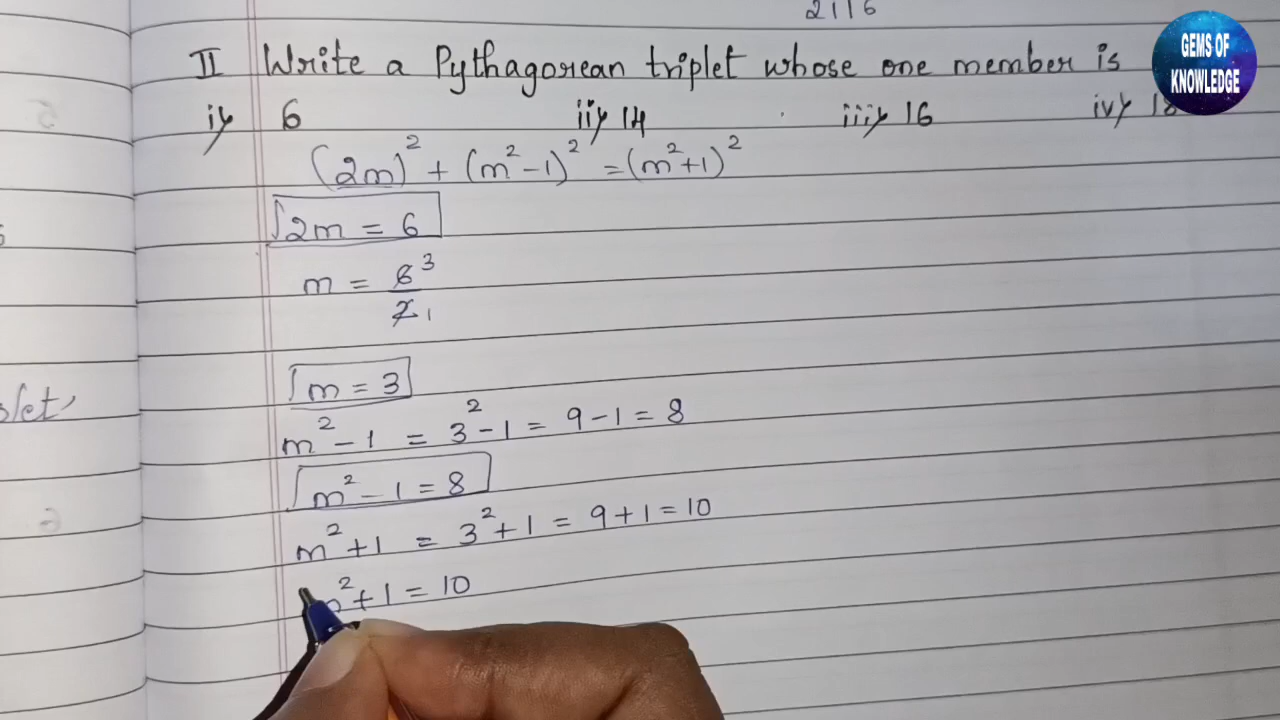 2116
II Write a Pythagorean triplet whose one member is
GEMS OF
KNOWLEDGE
i) 6 ii) 14 iii) 16 iv) 18
(2m)² + (m²-1)² = (m²+1)²
2m = 6
m = 6 3
2 1
m = 3
m² - 1 = 3² - 1 = 9 - 1 = 8
m² - 1 = 8
m² + 1 = 3² + 1 = 9 + 1 = 10
m² + 1 = 10